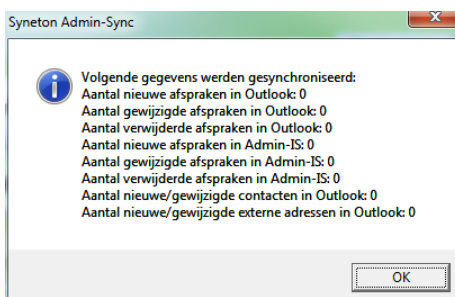 Syneton Admin-Sync
Volgende gegevens werden gesynchroniseerd:
Aantal nieuwe afspraken in Outlook: 0
Aantal gewijzigde afspraken in Outlook: 0
Aantal verwijderde afspraken in Outlook: 0
Aantal nieuwe afspraken in Admin-IS: 0
Aantal gewijzigde afspraken in Admin-IS: 0
Aantal verwijderde afspraken in Admin-IS: 0
Aantal nieuwe/gewijzigde contacten in Outlook: 0
Aantal nieuwe/gewijzigde externe adressen in Outlook: 0
OK